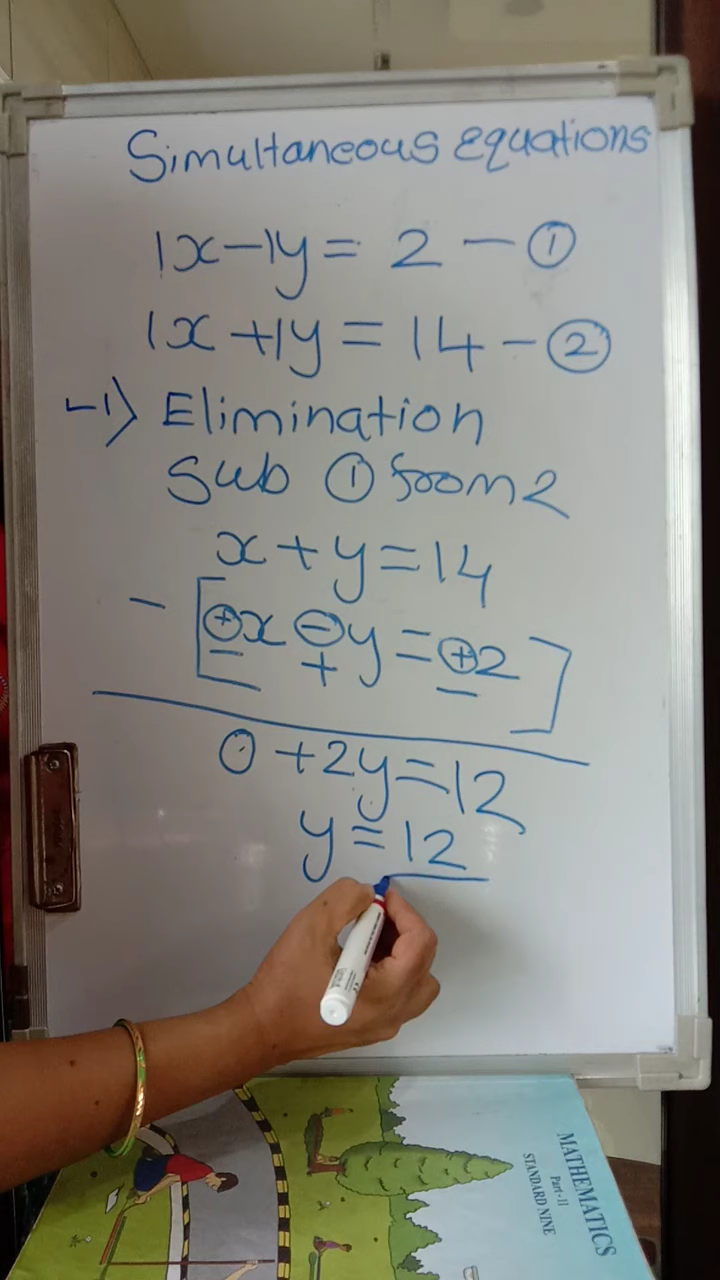 Simultaneous equations
1x-1y = 2 - ①
1x+1y = 14 - ②
-1) Elimination
Sub ① from 2
x + y = 14
- [⊕x ⊖y = ⊕2]
- + -
0 + 2y = 12
y = 12
MATHEMATICS
Part-II
STANDARD NINE